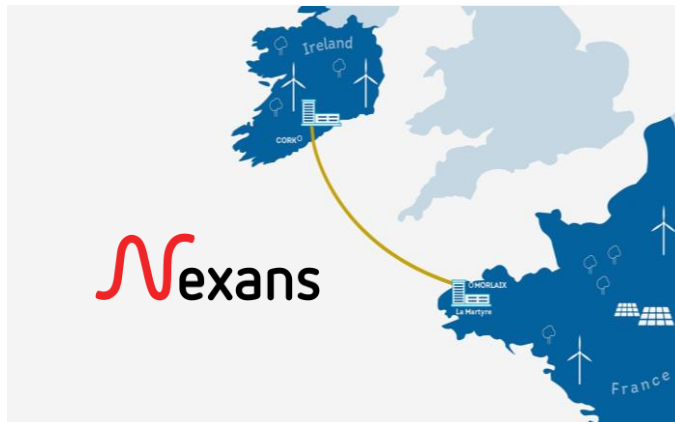 Ireland
CORK
Nexans
MORLAIX
La Martyre
France